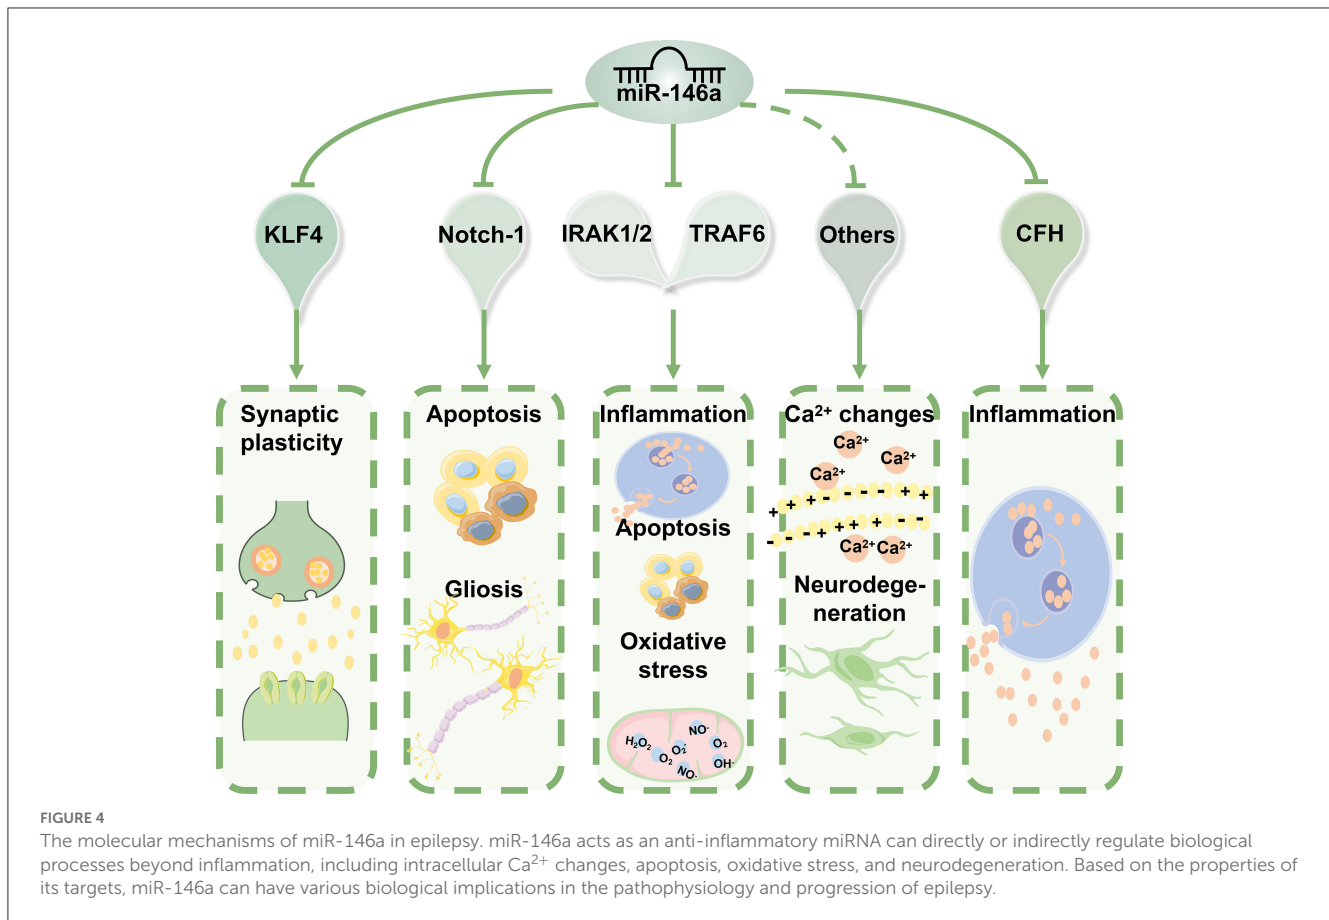 miR-146a
KLF4
Notch-1
IRAK1/2
TRAF6
Others
CFH
Synaptic
plasticity
Apoptosis
Gliosis
Inflammation
Apoptosis
Oxidative
stress
H₂O₂
O₂
O₂⁻
NO·
NO·
O₂
OH·
Ca²⁺ changes
Ca²⁺
Ca²⁺
Ca²⁺
+ + + - - - - - + +
- - - + + + + + - -
Ca²⁺
Ca²⁺
Neurodege-
neration
Inflammation
FIGURE 4
The molecular mechanisms of miR-146a in epilepsy. miR-146a acts as an anti-inflammatory miRNA can directly or indirectly regulate biological
processes beyond inflammation, including intracellular Ca²⁺ changes, apoptosis, oxidative stress, and neurodegeneration. Based on the properties of
its targets, miR-146a can have various biological implications in the pathophysiology and progression of epilepsy.